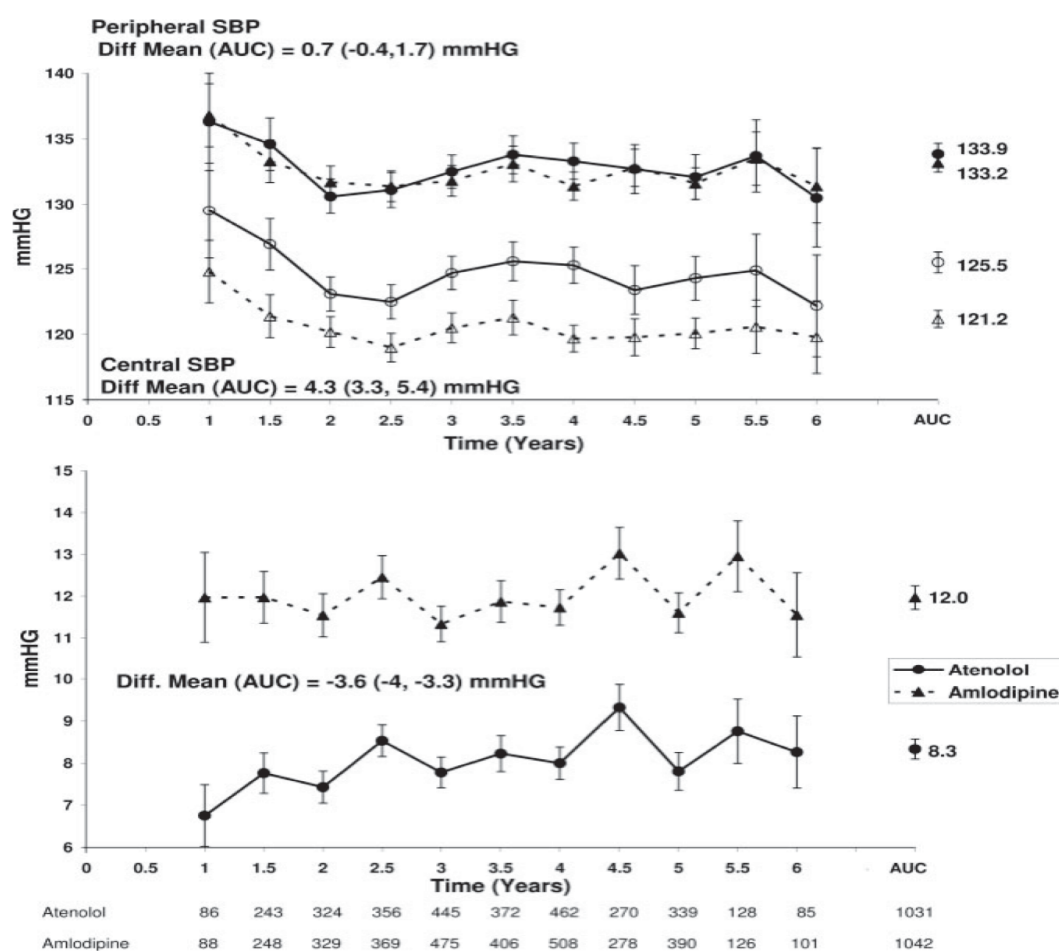 Peripheral SBP
Diff Mean (AUC) = 0.7 (-0.4,1.7) mmHG
140
135
130
125
120
115
mmHG
133.9
133.2
125.5
121.2
Central SBP
Diff Mean (AUC) = 4.3 (3.3, 5.4) mmHG
0 0.5 1 1.5 2 2.5 3 3.5 4 4.5 5 5.5 6 AUC
Time (Years)
15
14
13
12
11
10
9
8
7
6
mmHG
12.0
Atenolol
Amlodipine
Diff. Mean (AUC) = -3.6 (-4, -3.3) mmHG
8.3
0 0.5 1 1.5 2 2.5 3 3.5 4 4.5 5 5.5 6 AUC
Time (Years)
Atenolol 86 243 324 356 445 372 462 270 339 128 85 1031
Amlodipine 88 248 329 369 475 406 508 278 390 126 101 1042